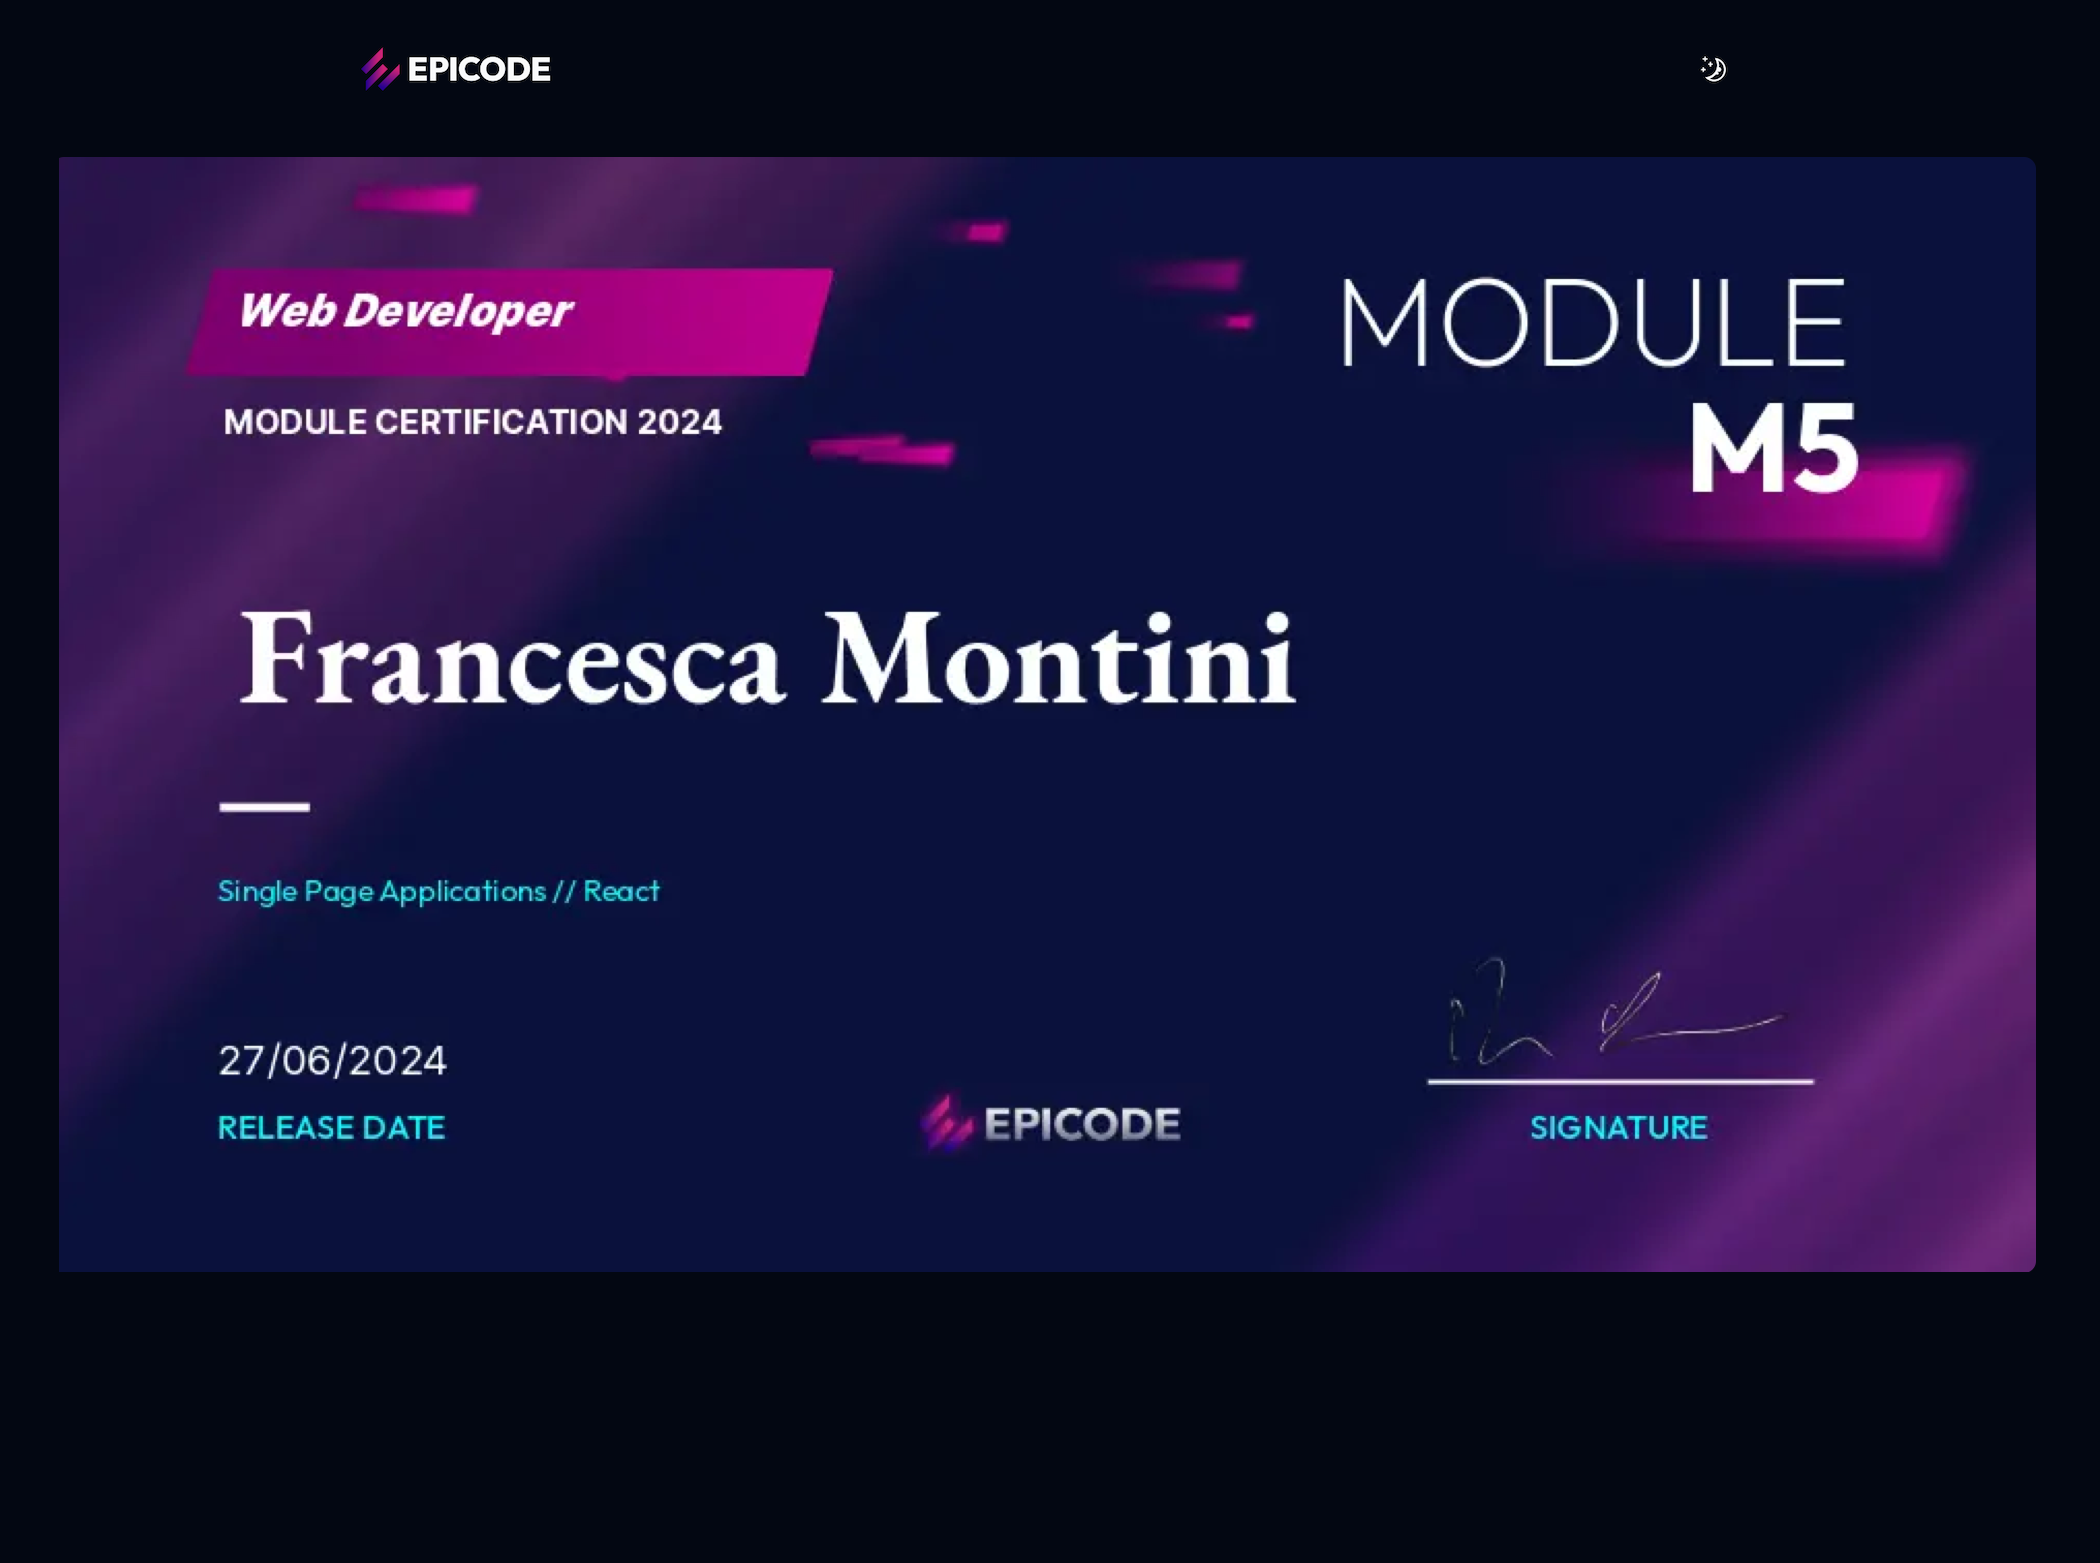 EPICODE
Web Developer
MODULE CERTIFICATION 2024
MODULE
M5
Francesca Montini
Single Page Applications // React
27/06/2024
RELEASE DATE
EPICODE
SIGNATURE